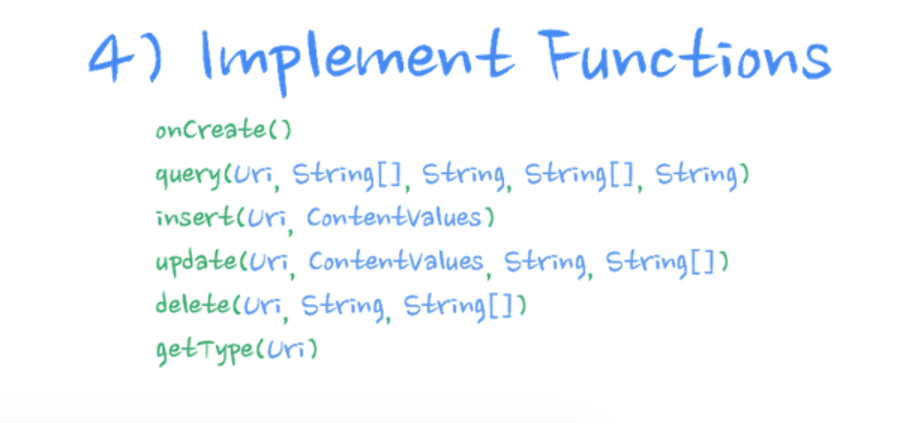 4) Implement Functions
onCreate()
query(Uri, String[], String, String[], String)
insert(Uri, ContentValues)
update(Uri, ContentValues, String, String[])
delete(Uri, String, String[])
getType(Uri)